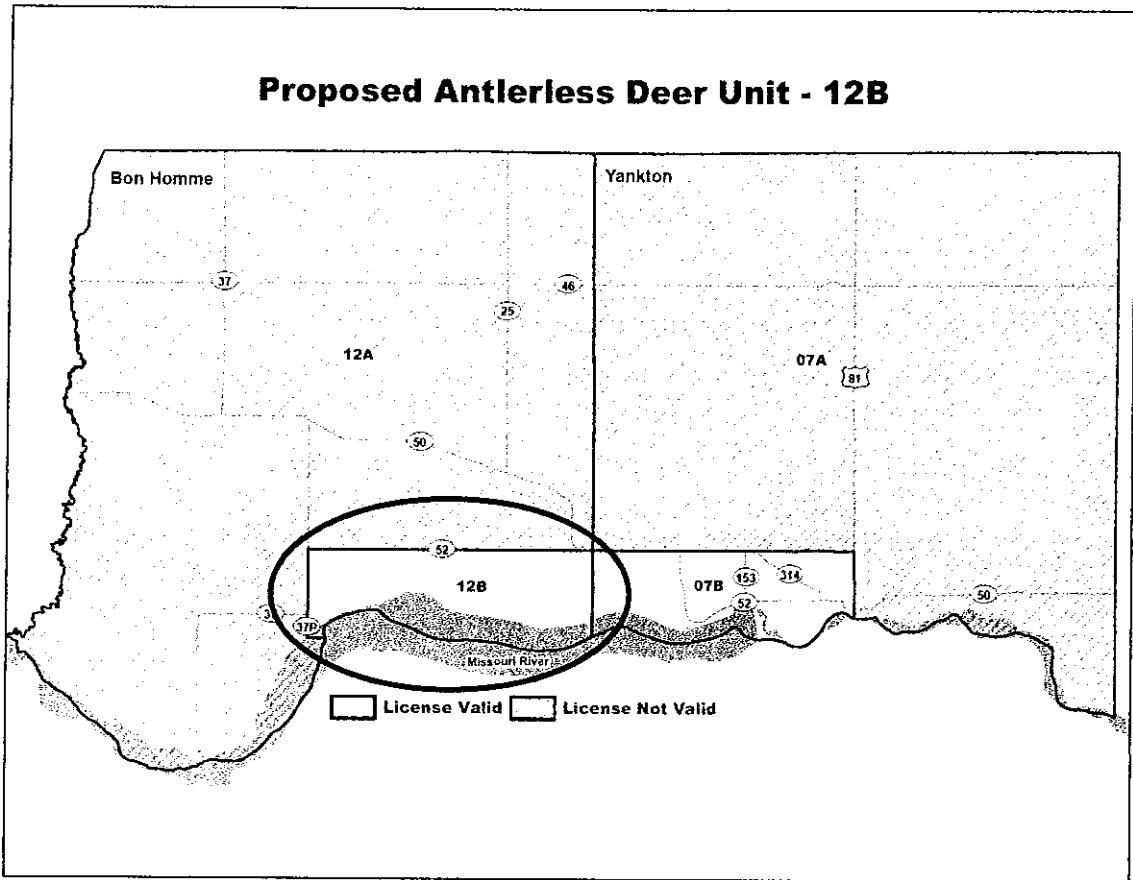 Proposed Antlerless Deer Unit - 12B
Bon Homme
Yankton
37
46
25
12A
07A
81
50
52
12B
07B
153
314
52
50
3
37P
Missouri River
License Valid
License Not Valid